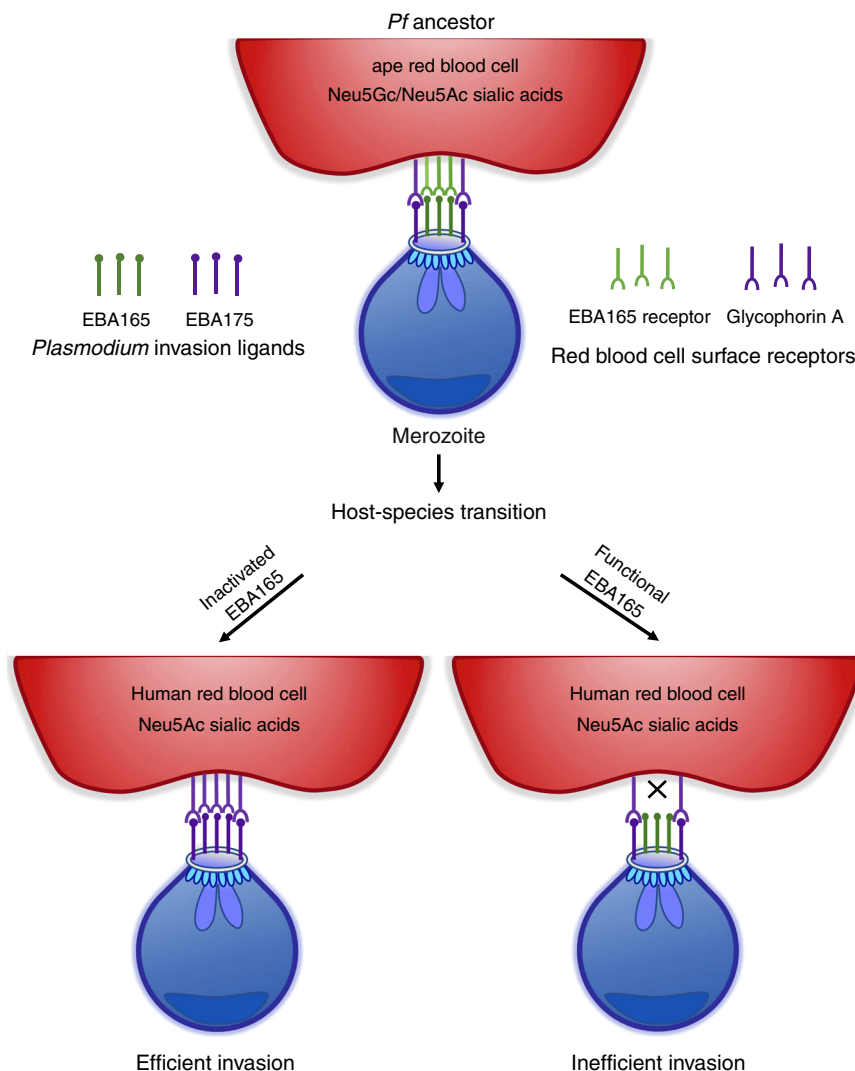 Pf ancestor
ape red blood cell
Neu5Gc/Neu5Ac sialic acids
EBA165 EBA175
Plasmodium invasion ligands
EBA165 receptor Glycophorin A
Red blood cell surface receptors
Merozoite
Host-species transition
Inactivated
EBA165
Functional
EBA165
Human red blood cell
Neu5Ac sialic acids
Human red blood cell
Neu5Ac sialic acids
Efficient invasion
Inefficient invasion